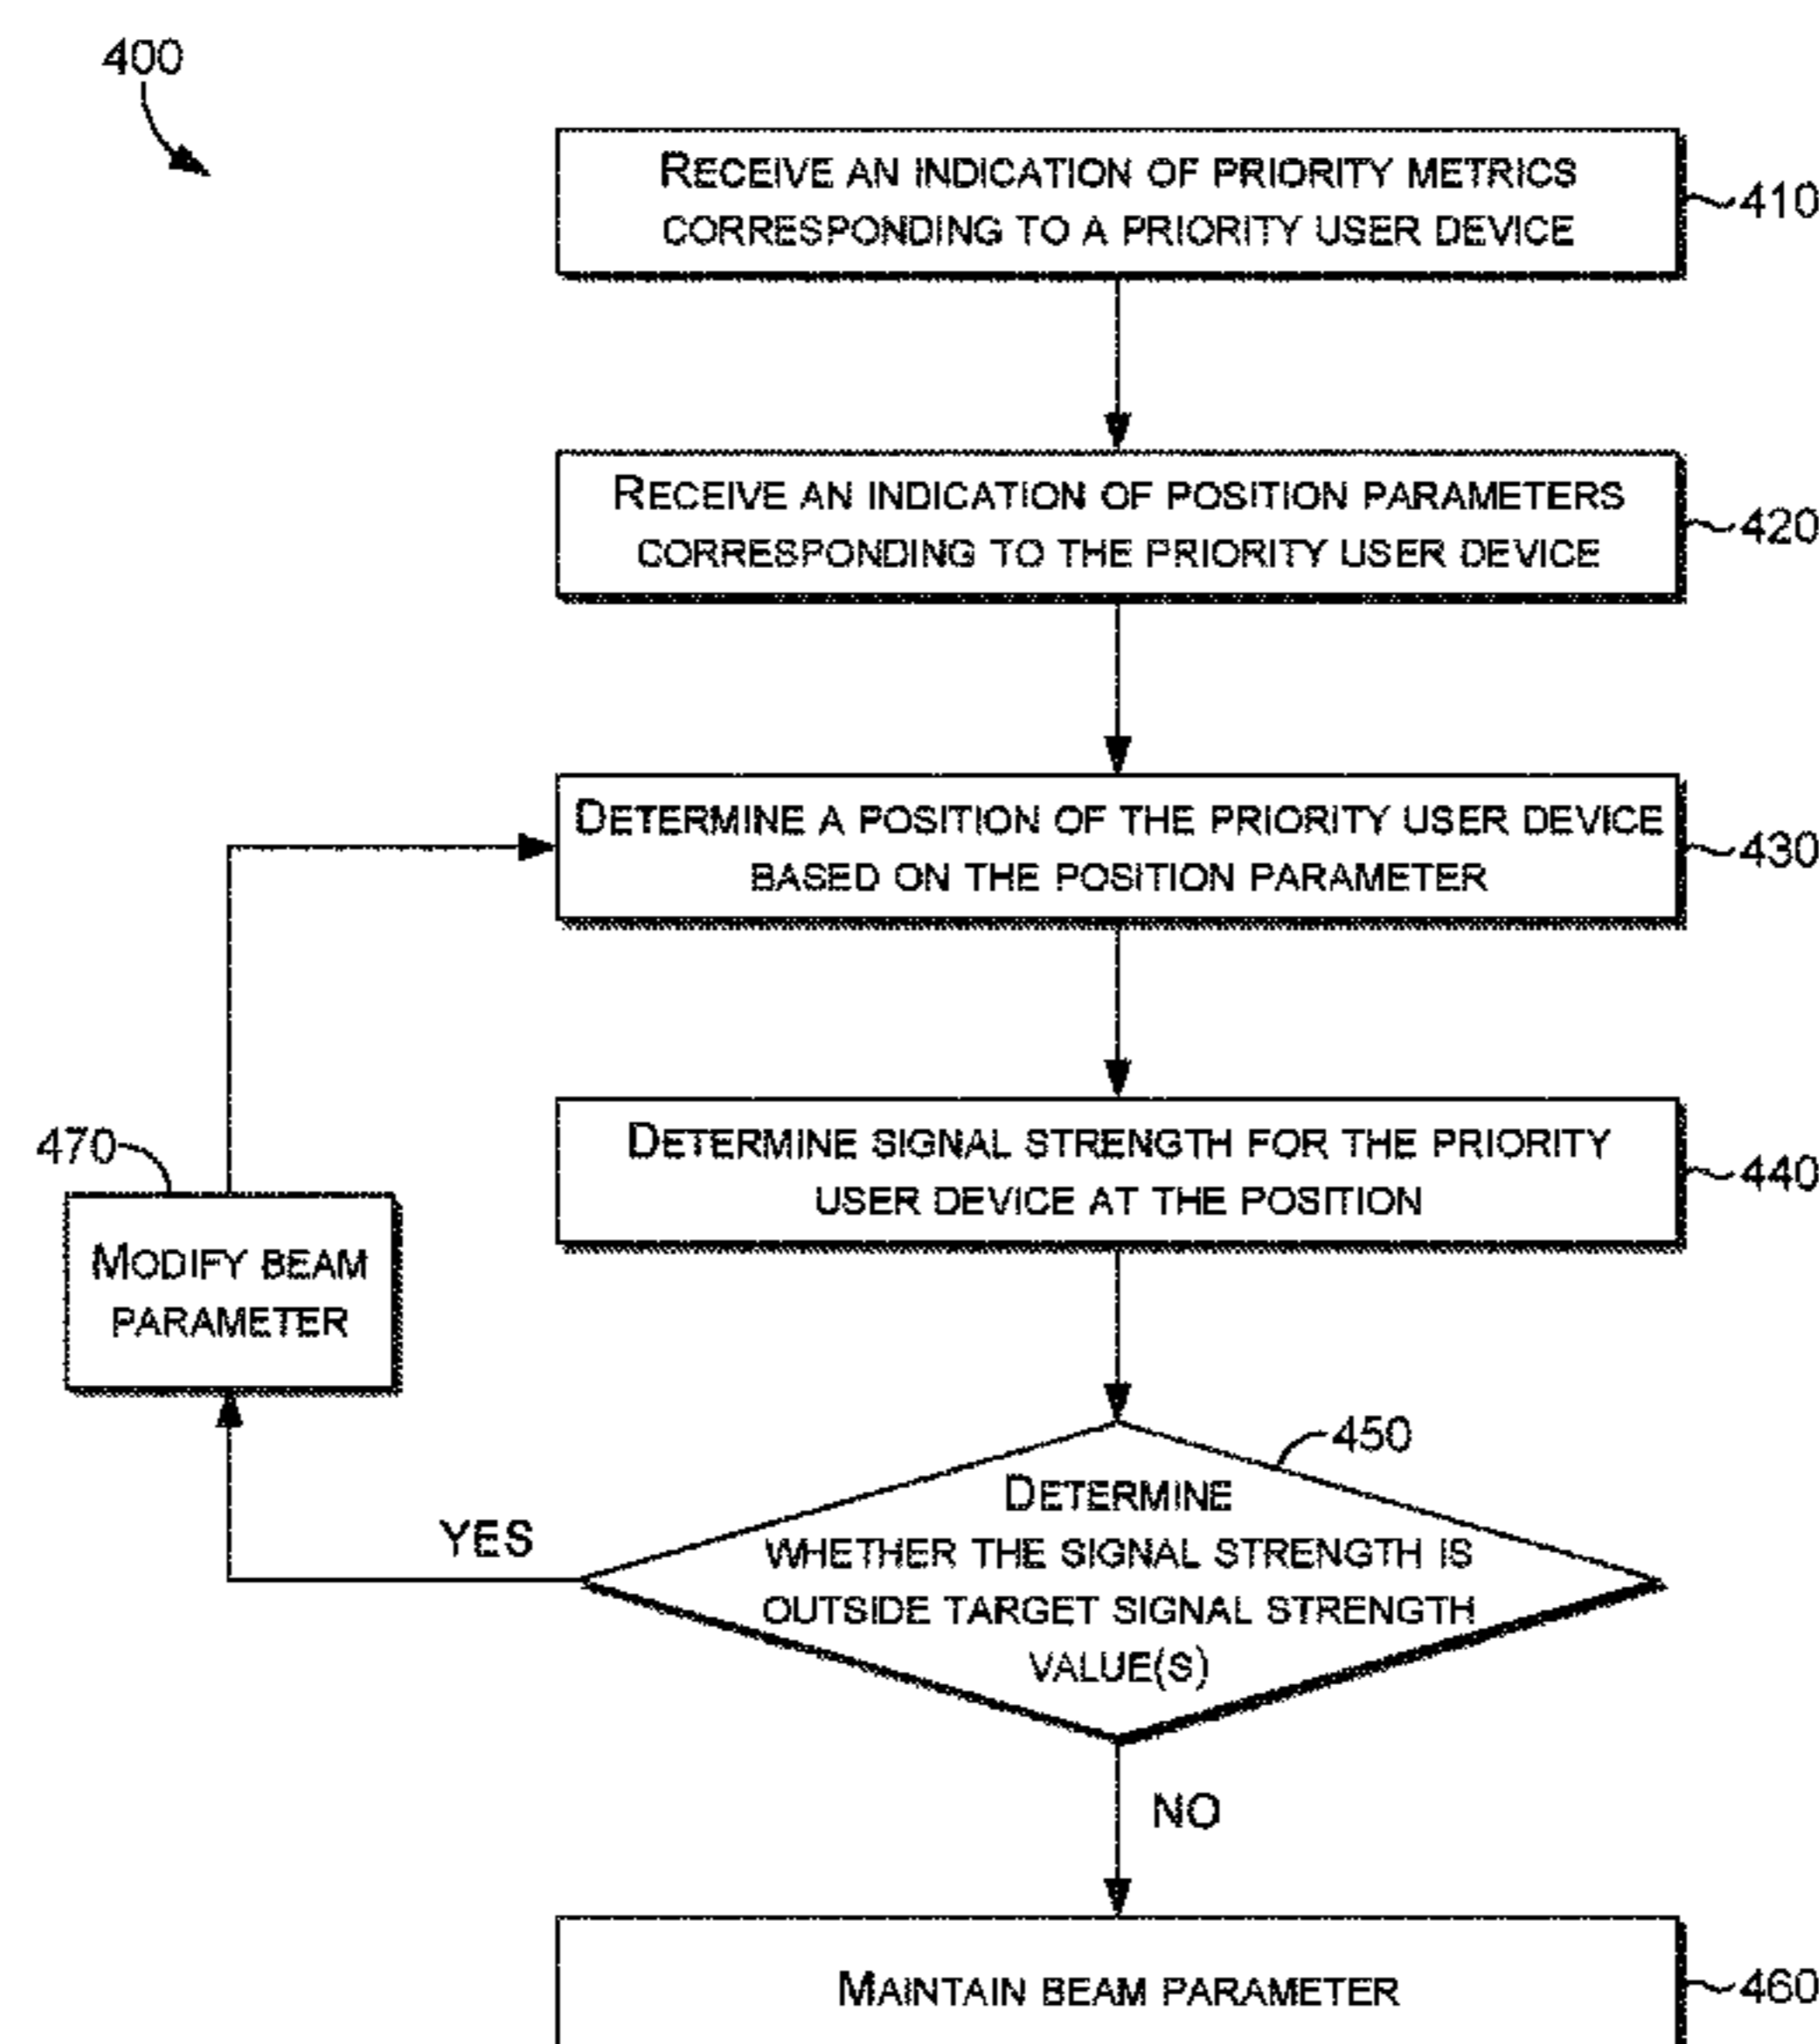 400
RECEIVE AN INDICATION OF PRIORITY METRICS
CORRESPONDING TO A PRIORITY USER DEVICE
410
RECEIVE AN INDICATION OF POSITION PARAMETERS
CORRESPONDING TO THE PRIORITY USER DEVICE
420
DETERMINE A POSITION OF THE PRIORITY USER DEVICE
BASED ON THE POSITION PARAMETER
430
DETERMINE SIGNAL STRENGTH FOR THE PRIORITY
USER DEVICE AT THE POSITION
440
470
MODIFY BEAM
PARAMETER
450
DETERMINE
WHETHER THE SIGNAL STRENGTH IS
OUTSIDE TARGET SIGNAL STRENGTH
VALUE(S)
YES
NO
MAINTAIN BEAM PARAMETER
460